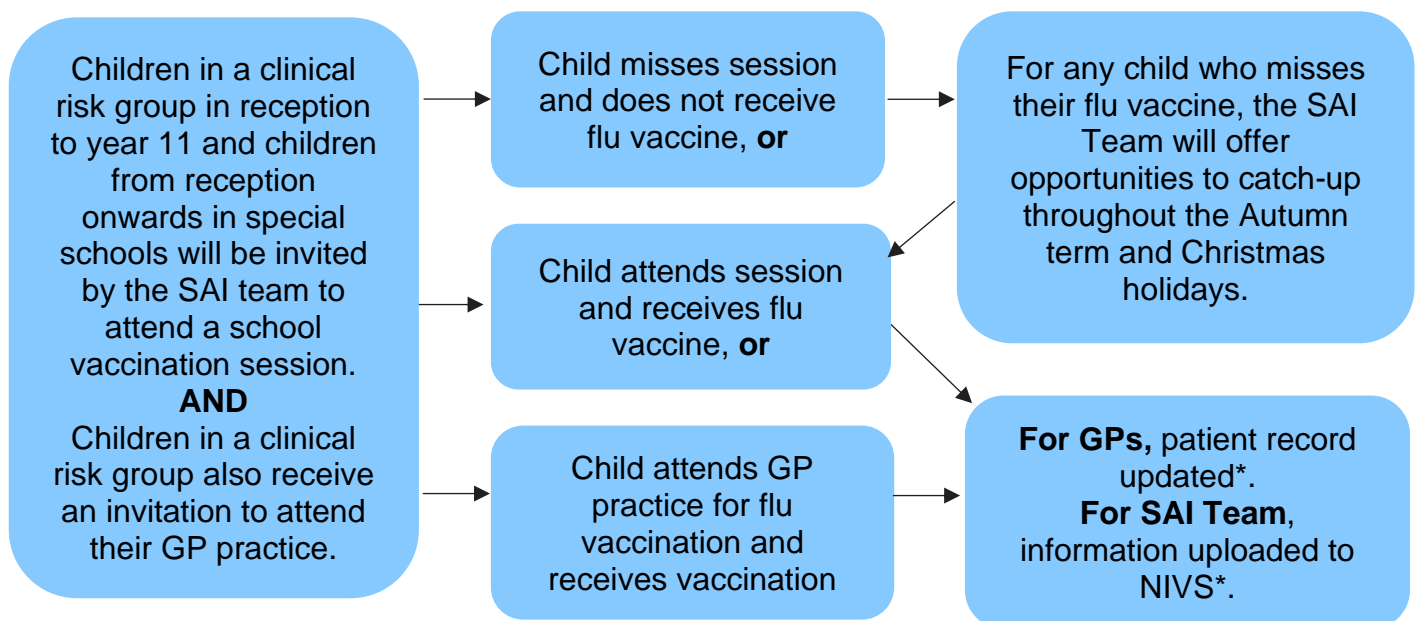 Children in a clinical
risk group in reception
to year 11 and children
from reception
onwards in special
schools will be invited
by the SAI team to
attend a school
vaccination session.
AND
Children in a clinical
risk group also receive
an invitation to attend
their GP practice.
Child misses session
and does not receive
flu vaccine, or
For any child who misses
their flu vaccine, the SAI
Team will offer
opportunities to catch-up
throughout the Autumn
term and Christmas
holidays.
Child attends session
and receives flu
vaccine, or
Child attends GP
practice for flu
vaccination and
receives vaccination
For GPs, patient record
updated*.
For SAI Team,
information uploaded to
NIVS*.